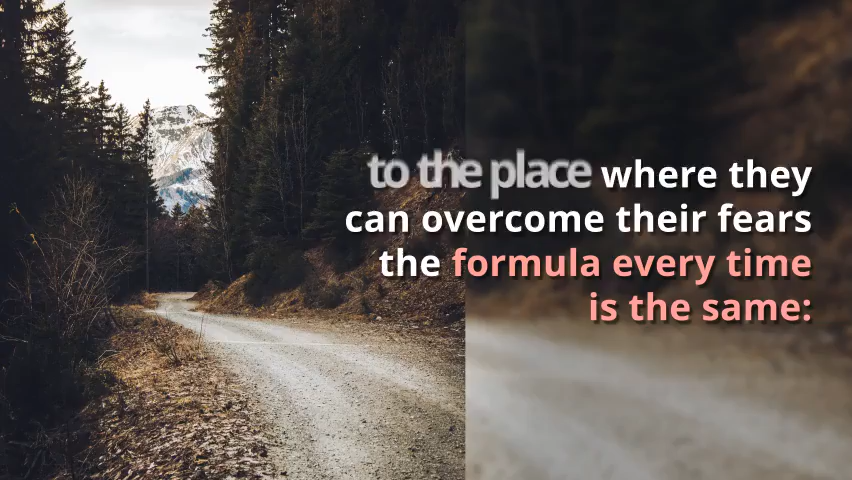 to the place where they
can overcome their fears
the formula every time
is the same: